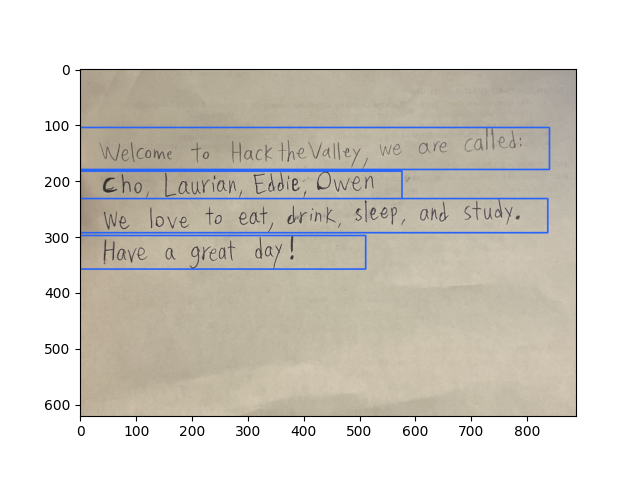 0
100
200
300
400
500
600
0 100 200 300 400 500 600 700 800
Welcome to Hack the Valley, we are called:
Cho, Laurian, Eddie, Owen
We love to eat, drink, sleep, and study.
Have a great day!